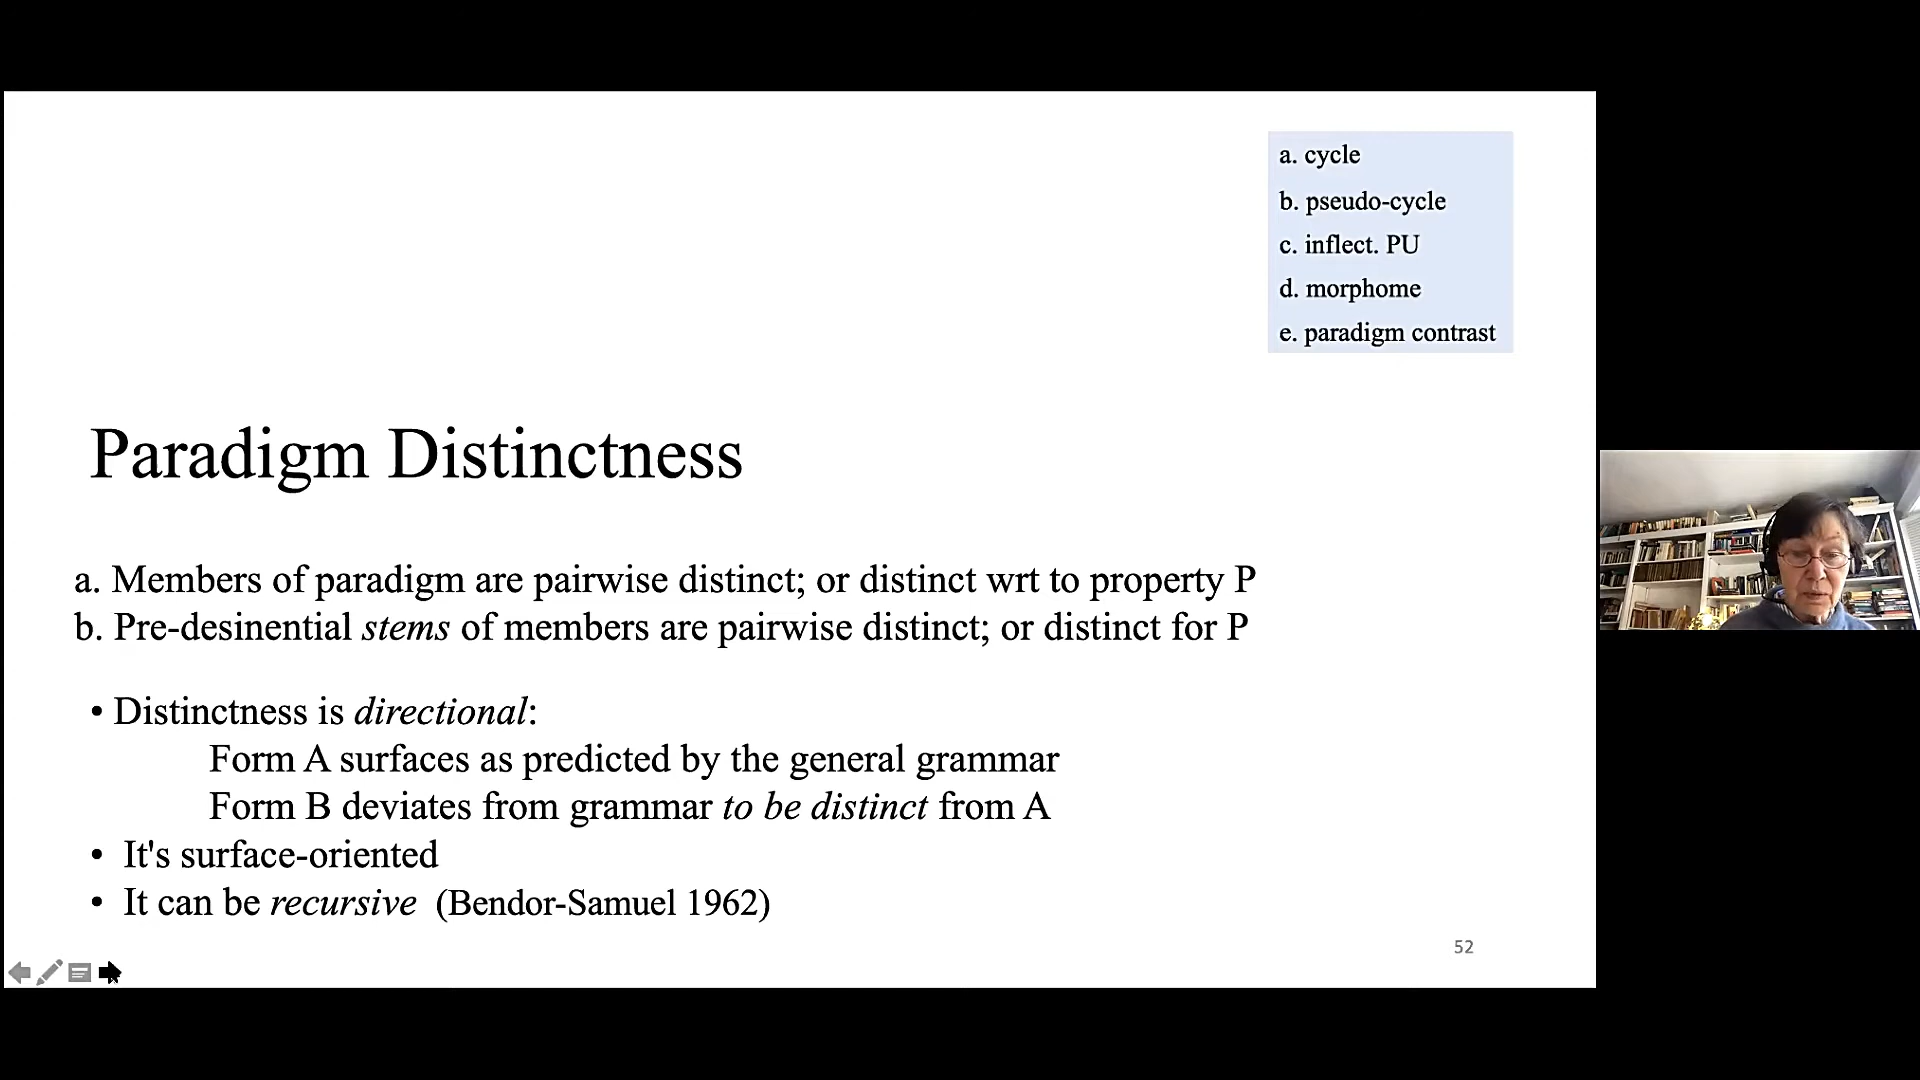 a. cycle
b. pseudo-cycle
c. inflect. PU
d. morphome
e. paradigm contrast
Paradigm Distinctness
a. Members of paradigm are pairwise distinct; or distinct wrt to property P
b. Pre-desinential stems of members are pairwise distinct; or distinct for P
• Distinctness is directional:
Form A surfaces as predicted by the general grammar
Form B deviates from grammar to be distinct from A
• It's surface-oriented
• It can be recursive (Bendor-Samuel 1962)
52